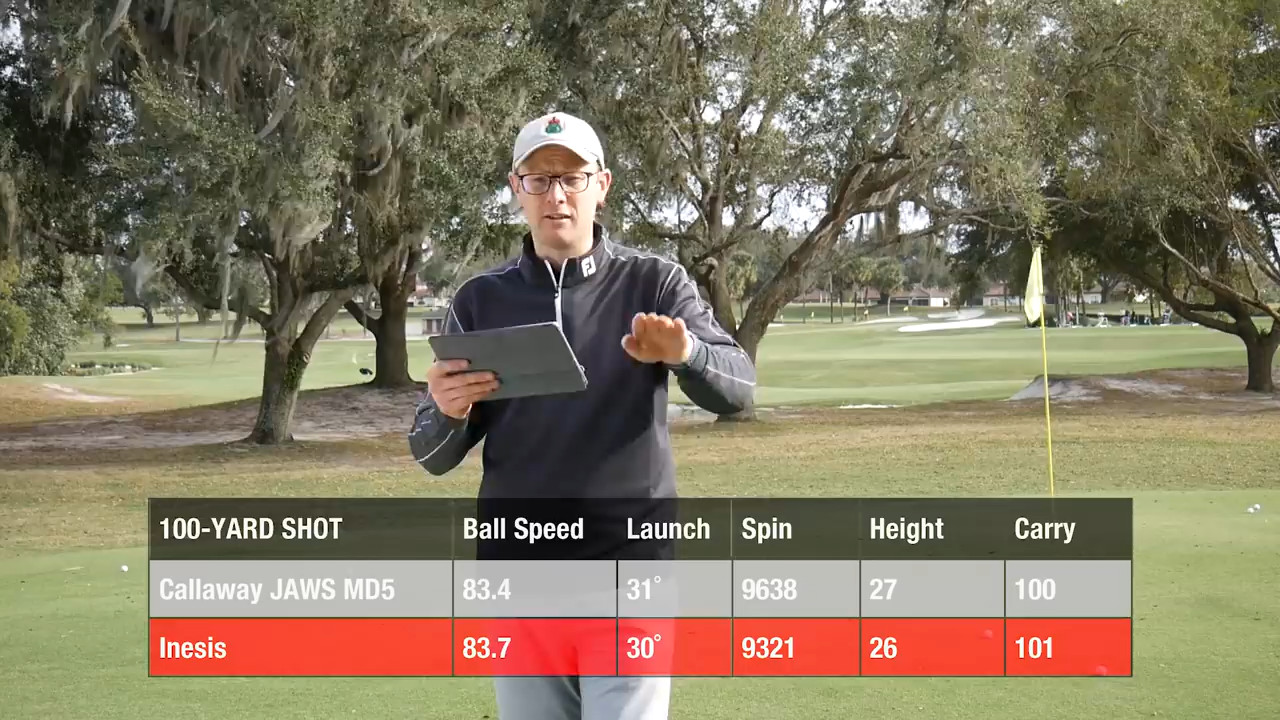 100-YARD SHOT Ball Speed Launch Spin Height Carry
Callaway JAWS MD5 83.4 31° 9638 27 100
Inesis 83.7 30° 9321 26 101
FJ